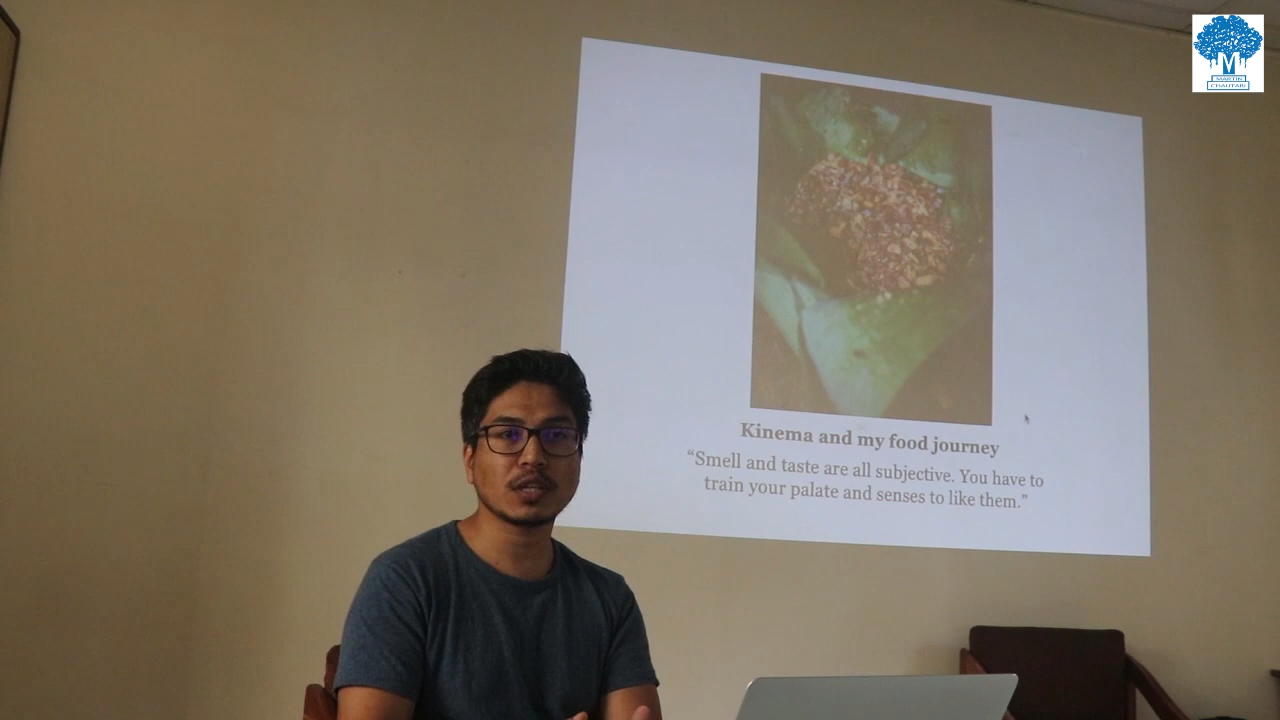 MARTIN
CHAUTARI
Kinema and my food journey
“Smell and taste are all subjective. You have to
train your palate and senses to like them.”